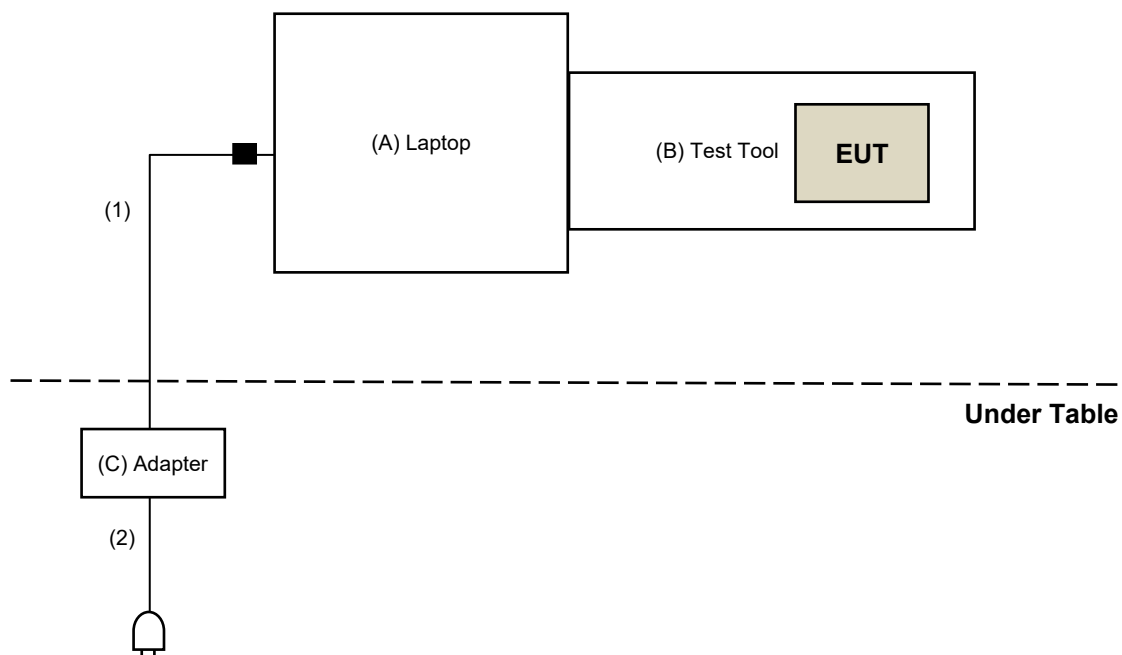 (A) Laptop
(B) Test Tool
EUT
(1)
Under Table
(C) Adapter
(2)